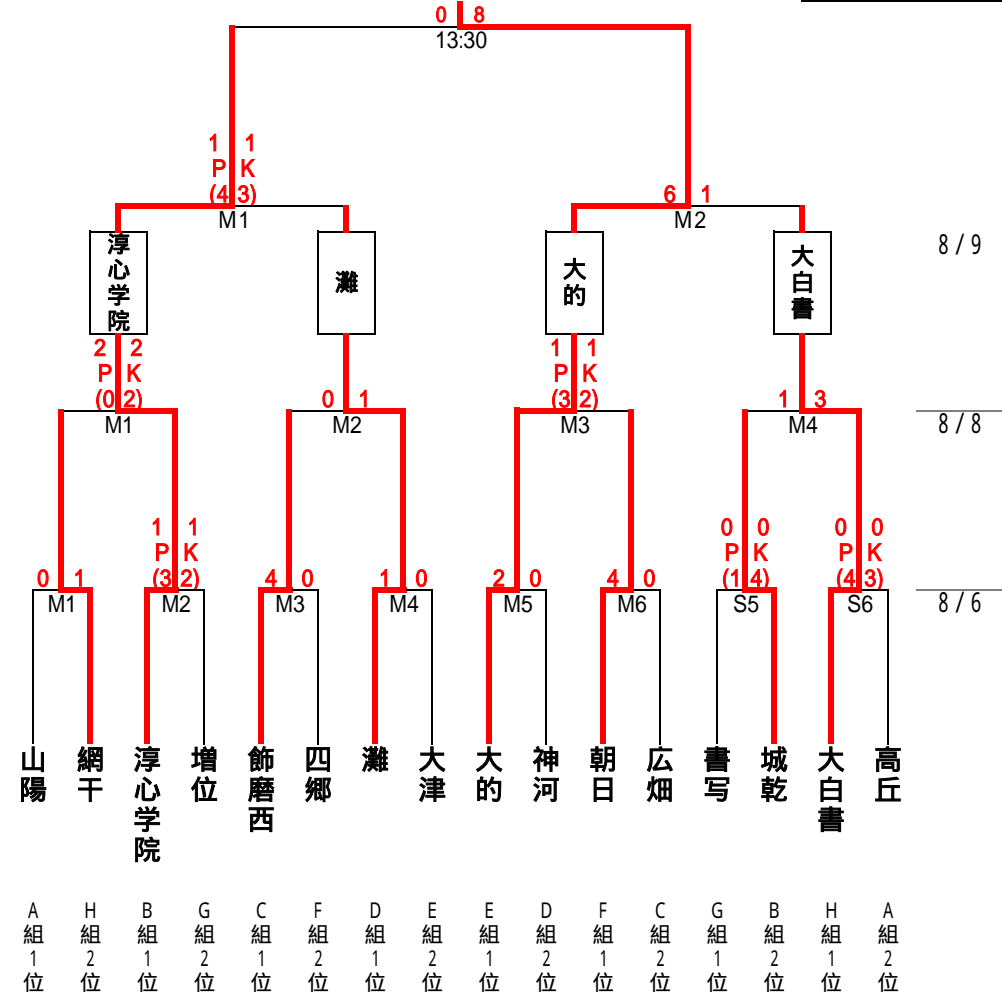 0 8
13:30
1 1
P K
(4 3)
6 1
M1
M2
淳心学院
灘
大的
大白書
8/9
2 2
P K
(0 2)
0 1
1 1
P K
(3 2)
1 3
M1
M2
M3
M4
8/8
0 1
1 1
P K
(3 2)
4 0
1 0
2 0
4 0
0 0
P K
(1 4)
0 0
P K
(4 3)
M1
M2
M3
M4
M5
M6
S5
S6
8/6
山陽
網干
淳心学院
増位
飾磨西
四郷
灘
大津
大的
神河
朝日
広畑
書写
城乾
大白書
高丘
A組1位
H組2位
B組1位
G組2位
C組1位
F組2位
D組1位
E組2位
E組1位
D組2位
F組1位
C組2位
G組1位
B組2位
H組1位
A組2位